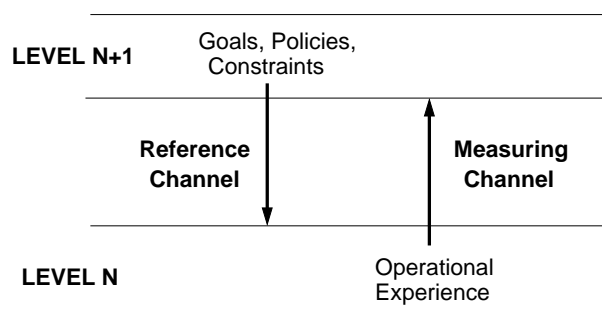 LEVEL N+1
Goals, Policies,
Constraints
Reference
Channel
Measuring
Channel
LEVEL N
Operational
Experience